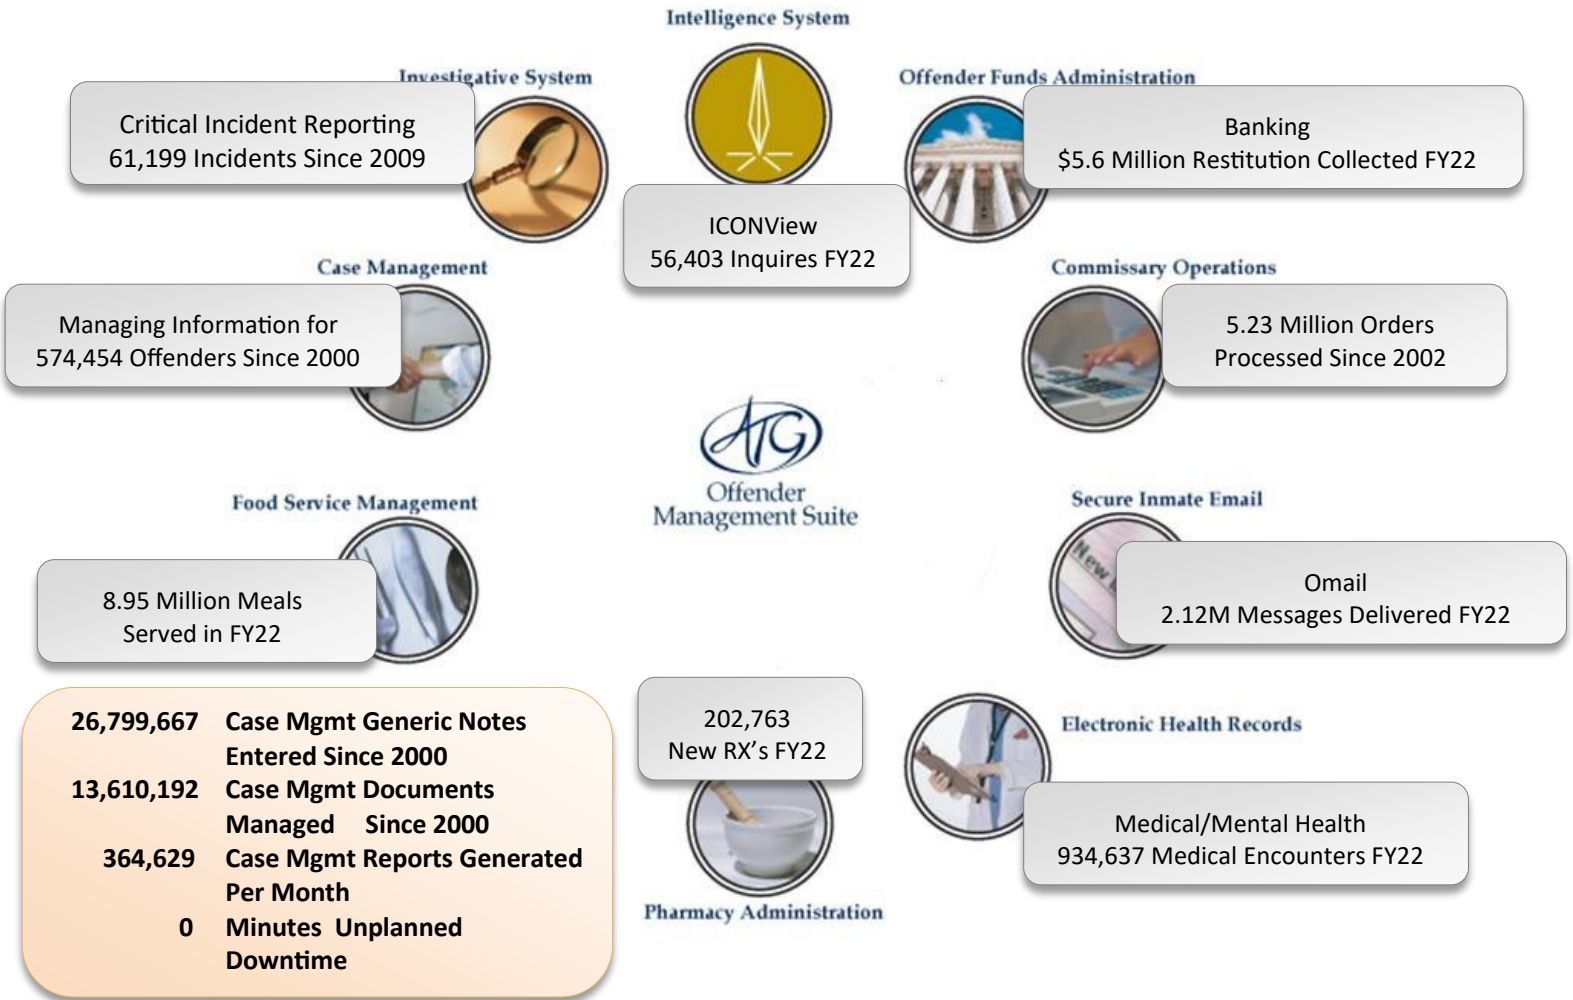 Intelligence System
Investigative System
Offender Funds Administration
Critical Incident Reporting
61,199 Incidents Since 2009
Banking
$5.6 Million Restitution Collected FY22
ICONView
56,403 Inquires FY22
Case Management
Commissary Operations
Managing Information for
574,454 Offenders Since 2000
5.23 Million Orders
Processed Since 2002
ATG
Offender
Management Suite
Food Service Management
Secure Inmate Email
New
8.95 Million Meals
Served in FY22
Omail
2.12M Messages Delivered FY22
26,799,667 Case Mgmt Generic Notes
Entered Since 2000
13,610,192 Case Mgmt Documents
Managed Since 2000
364,629 Case Mgmt Reports Generated
Per Month
0 Minutes Unplanned
Downtime
202,763
New RX's FY22
Pharmacy Administration
Electronic Health Records
Medical/Mental Health
934,637 Medical Encounters FY22